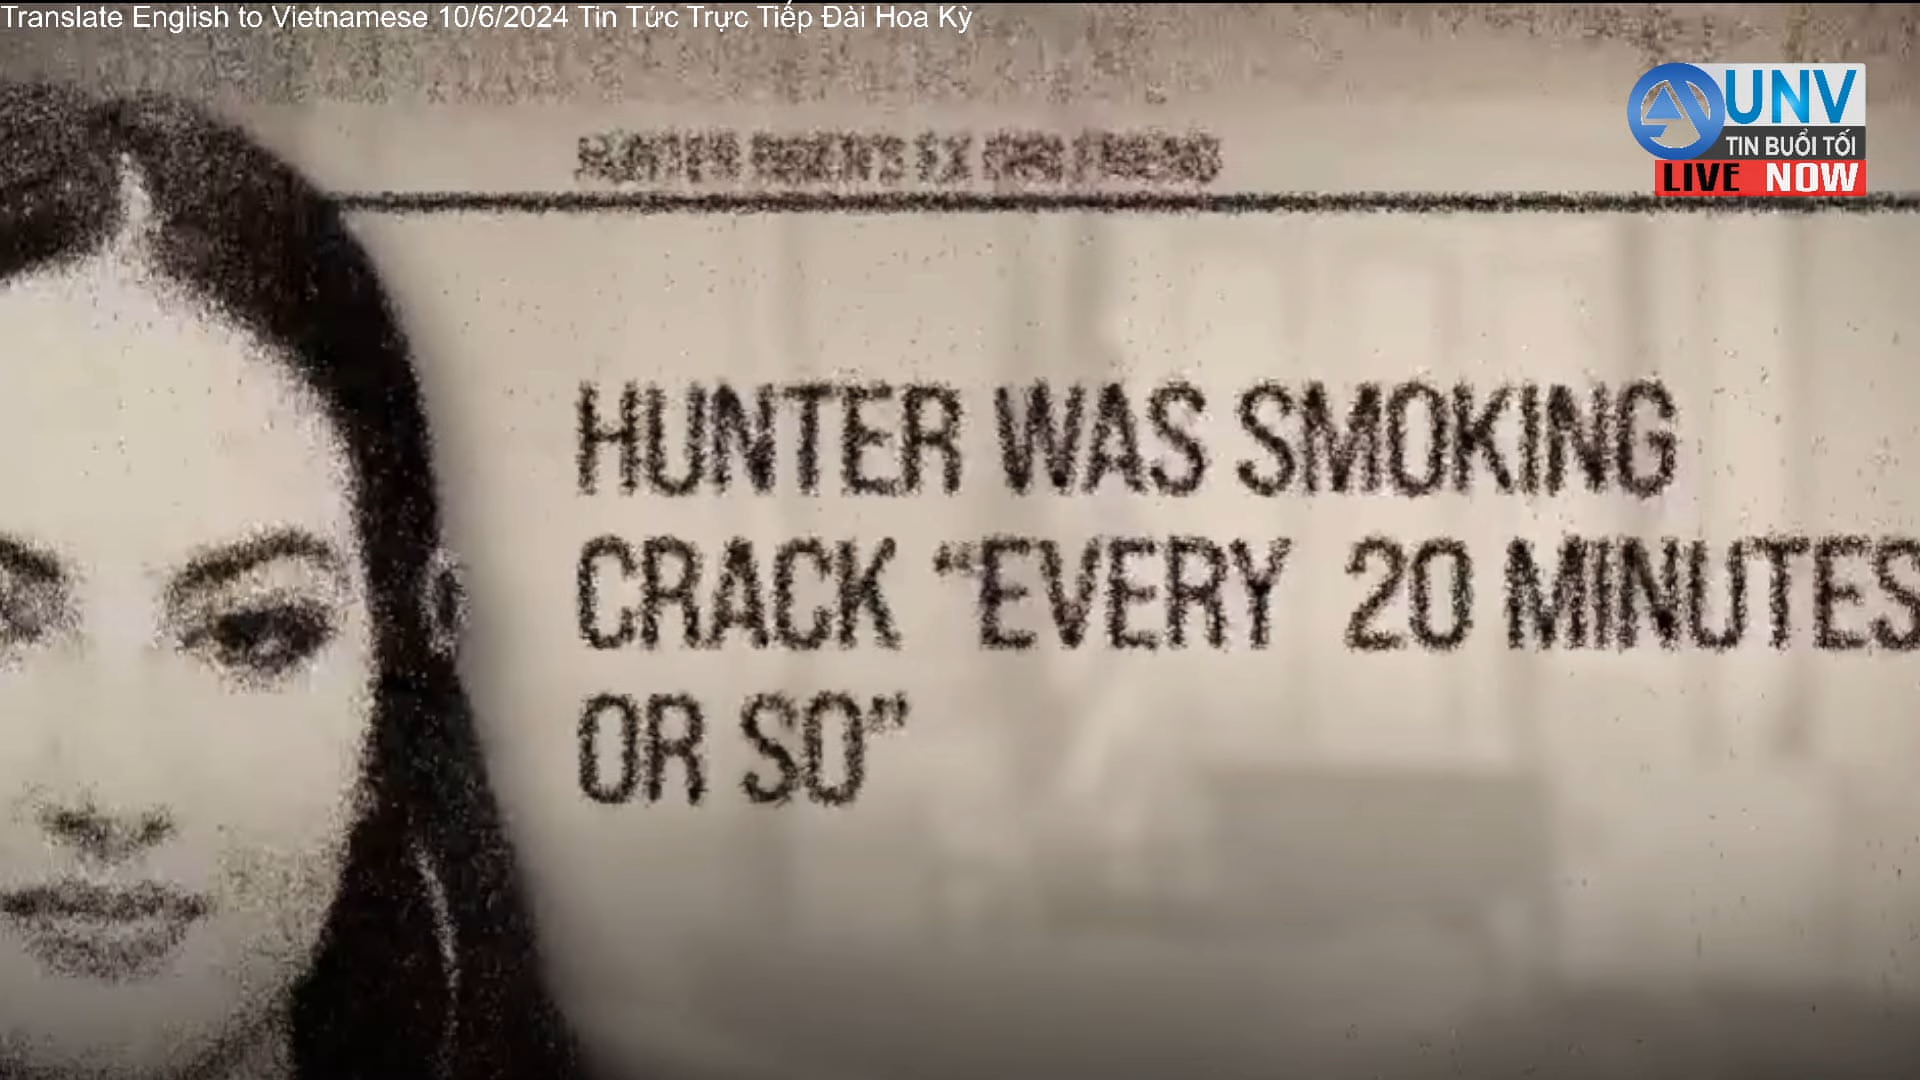 Translate English to Vietnamese 10/6/2024 Tin Tức Trực Tiếp Đài Hoa Kỳ
UNV
TIN BUỔI TỐI
LIVE NOW
HUNTER WAS SMOKING
CRACK “EVERY 20 MINUTES
OR SO”